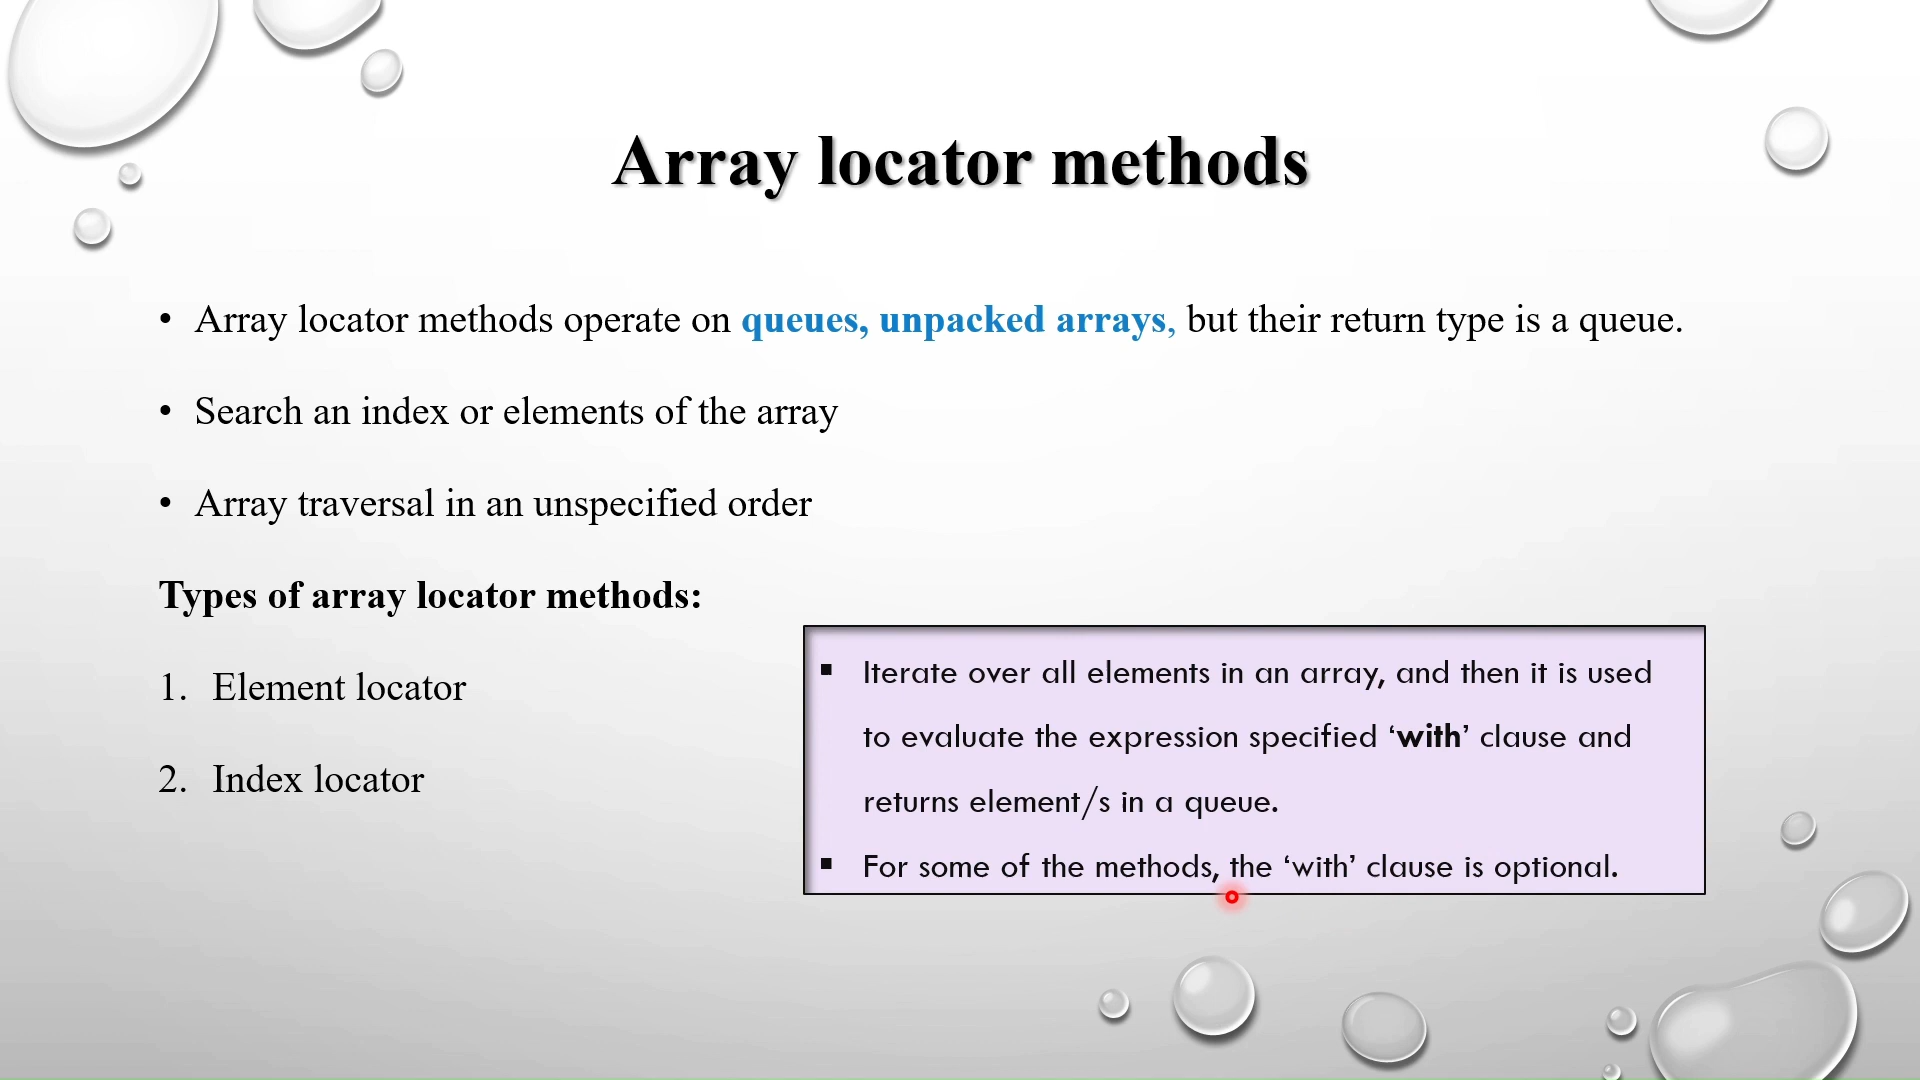 Array locator methods
• Array locator methods operate on queues, unpacked arrays, but their return type is a queue.
• Search an index or elements of the array
• Array traversal in an unspecified order
Types of array locator methods:
1. Element locator
2. Index locator
▪ Iterate over all elements in an array, and then it is used
to evaluate the expression specified ‘with’ clause and
returns element/s in a queue.
▪ For some of the methods, the ‘with’ clause is optional.